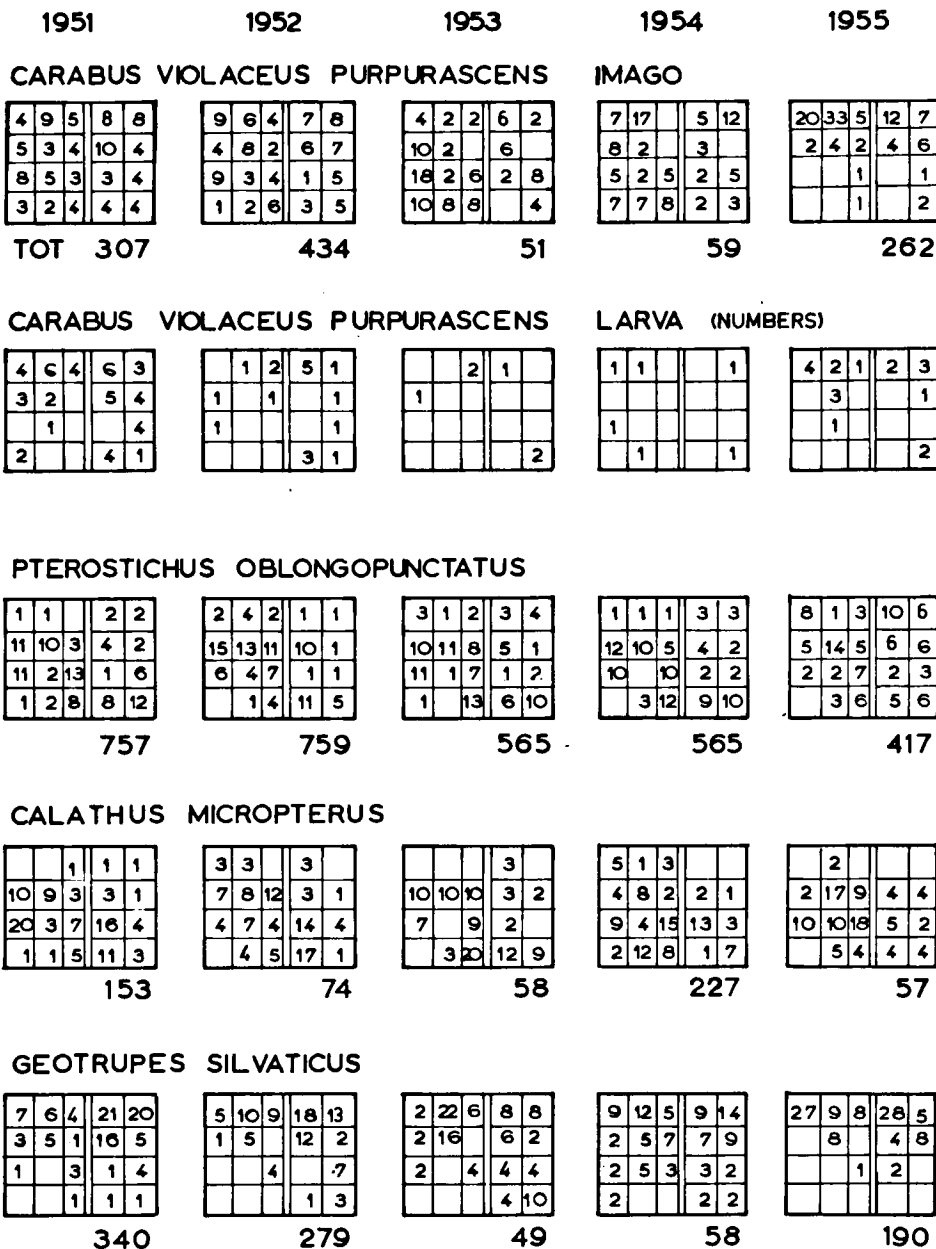 1951 1952 1953 1954 1955
CARABUS VIOLACEUS PURPURASCENS IMAGO
4 9 5 8 8 9 6 4 7 8 4 2 2 6 2 7 17 5 12 20 33 5 12 7
5 3 4 10 4 4 8 2 6 7 10 2 6 8 2 3 2 4 2 4 6
8 5 3 3 4 9 3 4 1 5 18 2 6 2 8 5 2 5 2 5 1 1
3 2 4 4 4 1 2 6 3 5 10 8 8 4 7 7 8 2 3 1 2
TOT 307 434 51 59 262
CARABUS VIOLACEUS PURPURASCENS LARVA (NUMBERS)
4 6 4 6 3 1 2 5 1 2 1 1 1 1 4 2 1 2 3
3 2 5 4 1 1 1 1 3 1
1 4 1 1 1 1
2 4 1 3 1 2 1 1 2
PTEROSTICHUS OBLONGOPUNCTATUS
1 1 2 2 2 4 2 1 1 3 1 2 3 4 1 1 1 3 3 8 1 3 10 6
11 10 3 4 2 15 13 11 10 1 10 11 8 5 1 12 10 5 4 2 5 14 5 6 6
11 2 13 1 6 6 4 7 1 1 11 1 7 1 2 10 10 2 2 2 2 7 2 3
1 2 8 8 12 1 4 11 5 1 13 6 10 3 12 9 10 3 6 5 6
757 759 565 565 417
CALATHUS MICROPTERUS
1 1 1 3 3 3 3 5 1 3 2
10 9 3 3 1 7 8 12 3 1 10 10 10 3 2 4 8 2 2 1 2 17 9 4 4
20 3 7 16 4 4 7 4 14 4 7 9 2 9 4 15 13 3 10 10 18 5 2
1 1 5 11 3 4 5 17 1 3 20 12 9 2 12 8 1 7 5 4 4 4
153 74 58 227 57
GEOTRUPES SILVATICUS
7 6 4 21 20 5 10 9 18 13 2 22 6 8 8 9 12 5 9 14 27 9 8 28 5
3 5 1 16 5 1 5 12 2 2 16 6 2 2 5 7 7 9 8 4 8
1 3 1 4 4 7 2 4 4 4 2 5 3 3 2 1 2
1 1 1 1 3 4 10 2 2 2
340 279 49 58 190